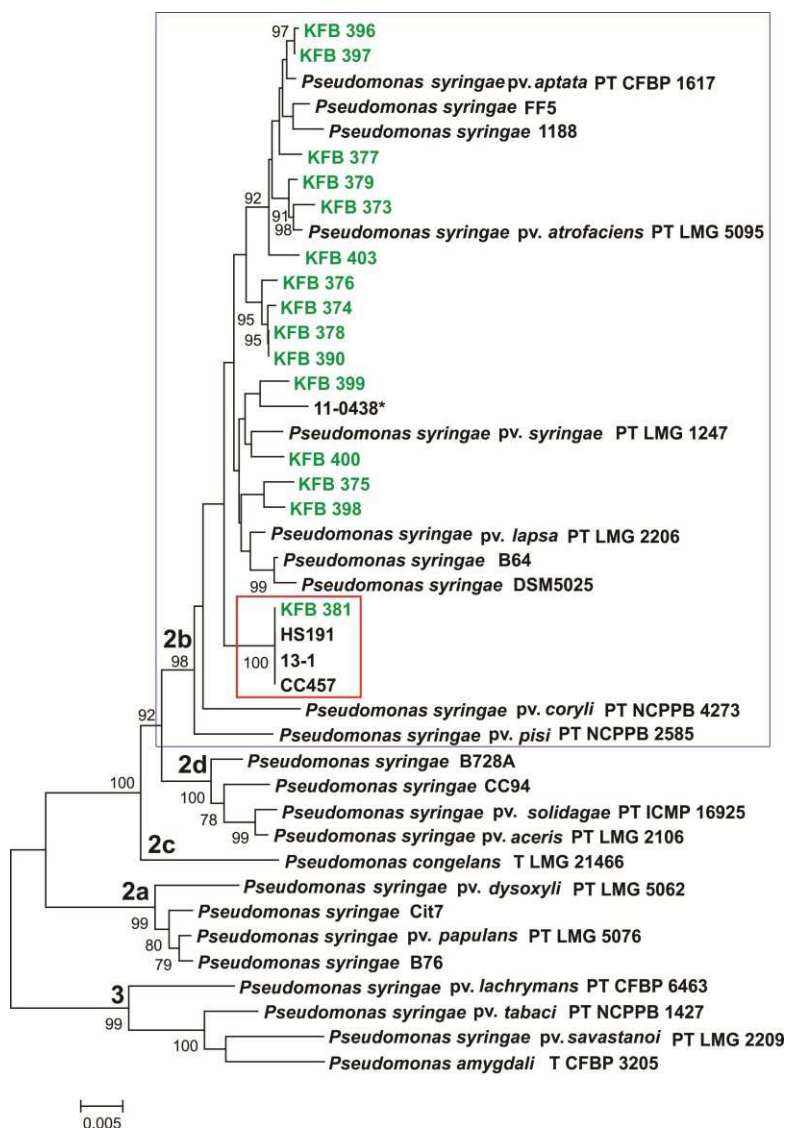 97
KFB 396
KFB 397
Pseudomonas syringae pv. aptata PT CFBP 1617
Pseudomonas syringae FF5
Pseudomonas syringae 1188
KFB 377
KFB 379
92
KFB 373
91
98
Pseudomonas syringae pv. atrofaciens PT LMG 5095
KFB 403
KFB 376
KFB 374
95
KFB 378
95
KFB 390
KFB 399
11-0438*
Pseudomonas syringae pv. syringae PT LMG 1247
KFB 400
KFB 375
KFB 398
Pseudomonas syringae pv. lapsa PT LMG 2206
Pseudomonas syringae B64
99
Pseudomonas syringae DSM5025
KFB 381
HS191
2b
98
100
13-1
CC457
Pseudomonas syringae pv. coryli PT NCPPB 4273
92
Pseudomonas syringae pv. pisi PT NCPPB 2585
2d
Pseudomonas syringae B728A
100
100
Pseudomonas syringae CC94
78
Pseudomonas syringae pv. solidagae PT ICMP 16925
99
Pseudomonas syringae pv. aceris PT LMG 2106
2c
Pseudomonas congelans T LMG 21466
2a
Pseudomonas syringae pv. dysoxyli PT LMG 5062
99
Pseudomonas syringae Cit7
80
Pseudomonas syringae pv. papulans PT LMG 5076
79
Pseudomonas syringae B76
3
Pseudomonas syringae pv. lachrymans PT CFBP 6463
99
Pseudomonas syringae pv. tabaci PT NCPPB 1427
100
Pseudomonas syringae pv. savastanoi PT LMG 2209
Pseudomonas amygdali T CFBP 3205
0.005